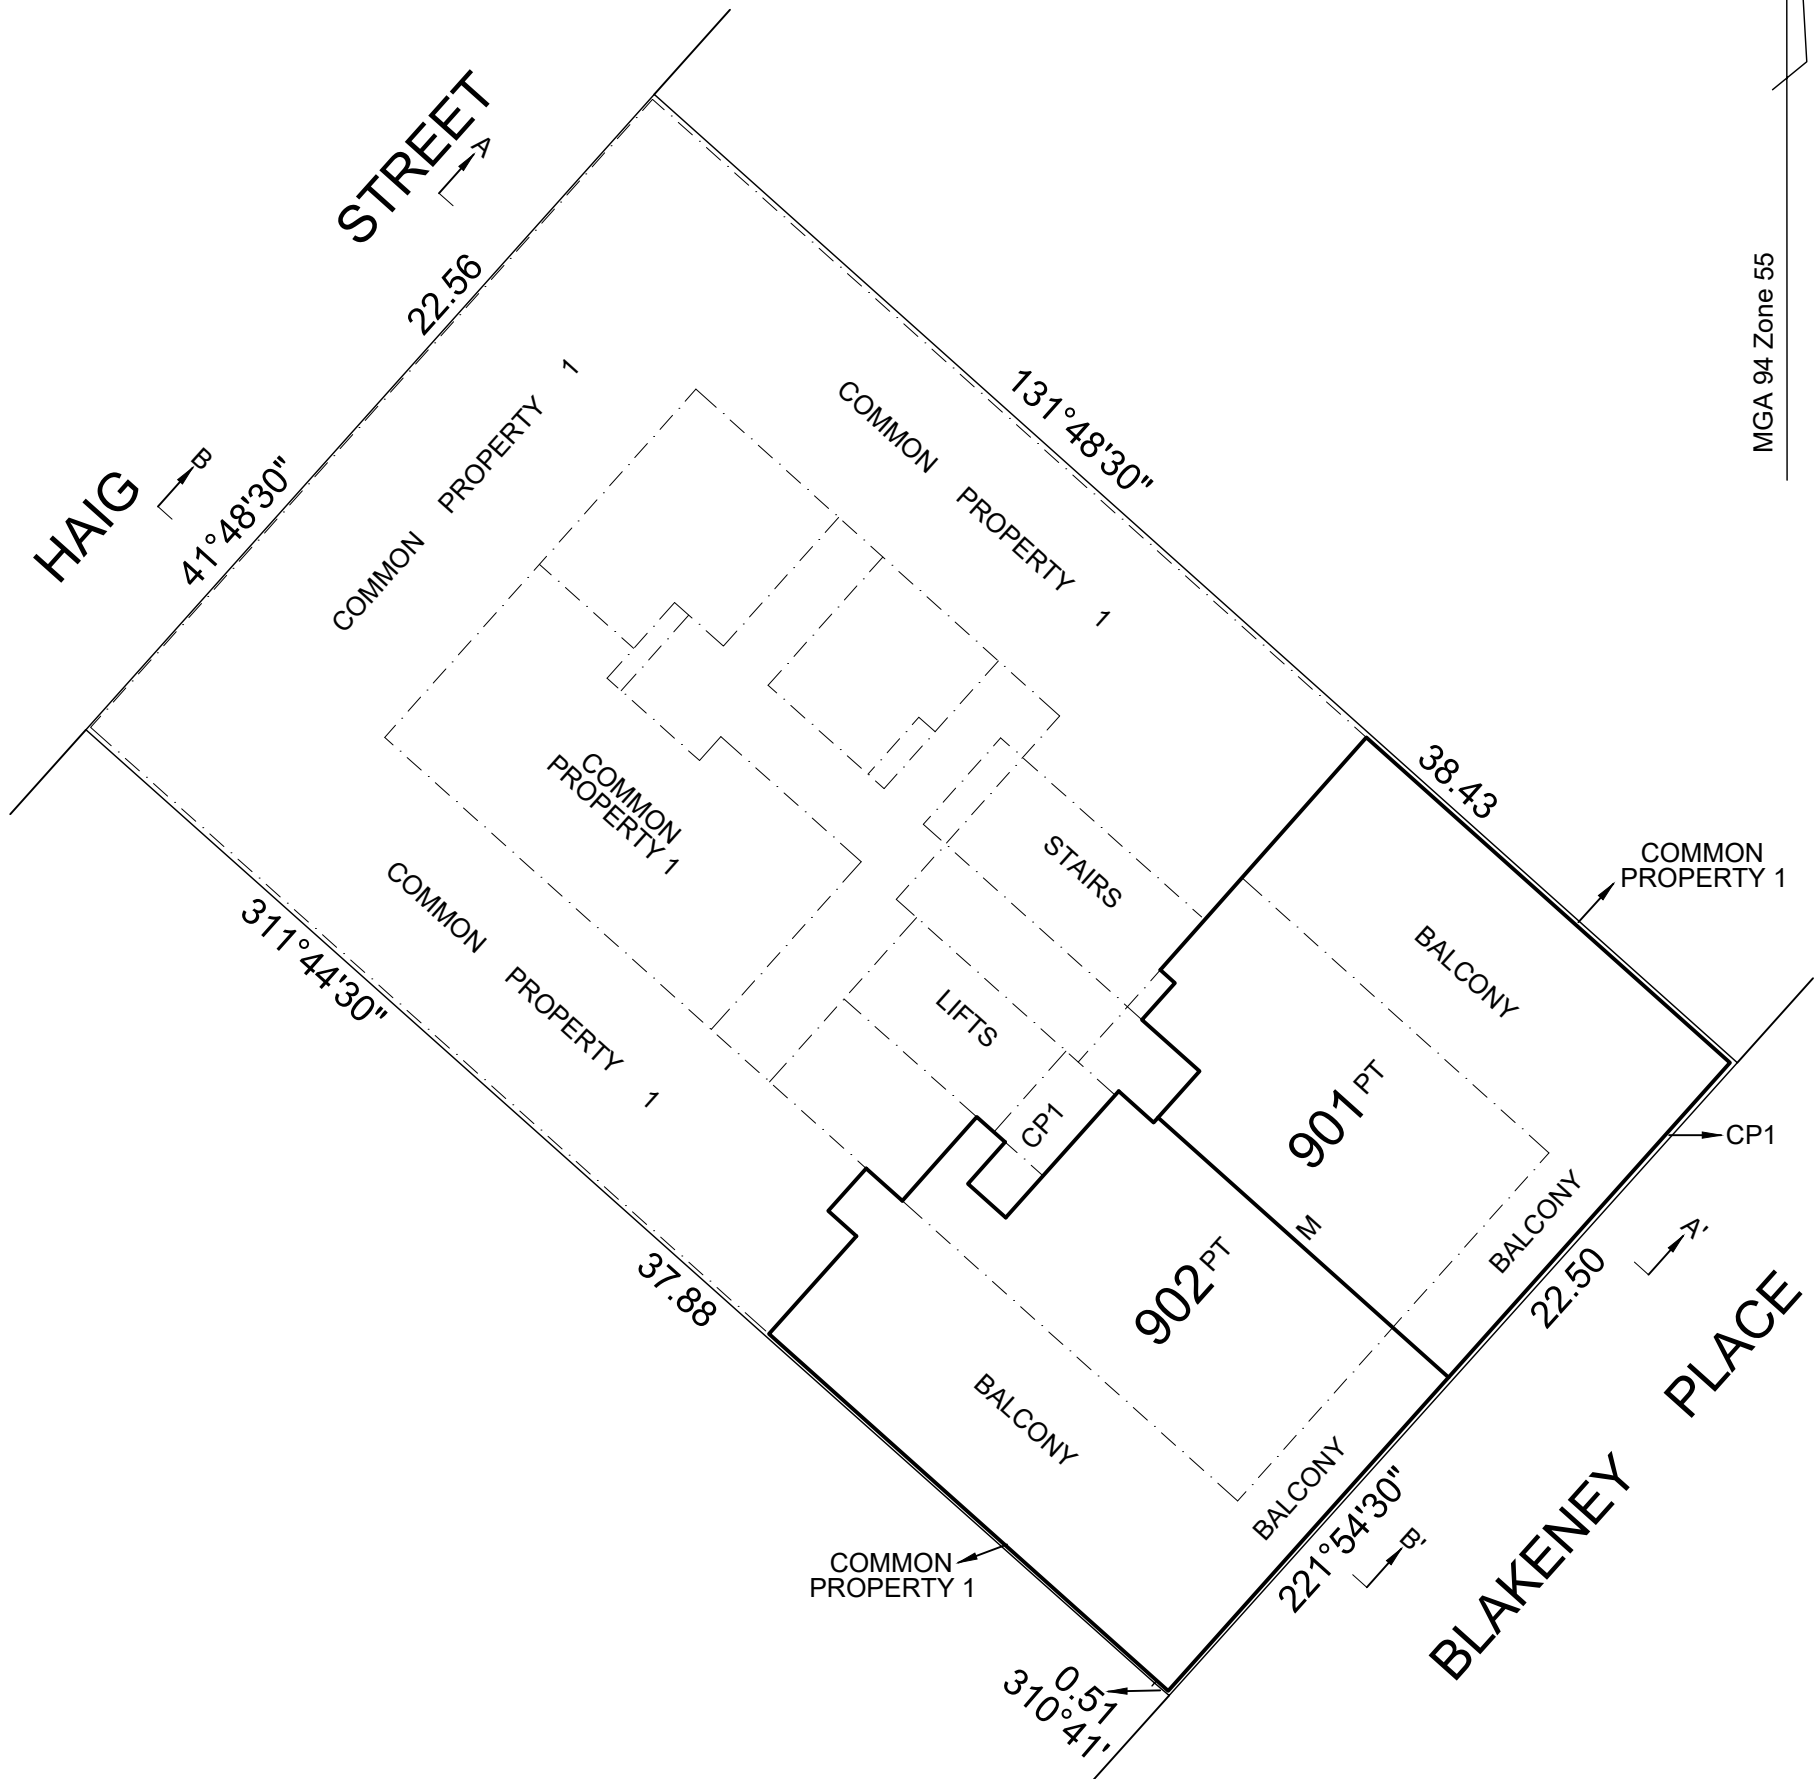 HAIG
STREET
A
B
22.56
41°48'30"
COMMON PROPERTY 1
COMMON PROPERTY 1
131°48'30"
MGA 94 Zone 55
38.43
COMMON
PROPERTY 1
COMMON
PROPERTY 1
STAIRS
BALCONY
COMMON PROPERTY 1
311°44'30"
LIFTS
CP1
901 PT
CP1
BALCONY
M
A'
902 PT
22.50
37.88
PLACE
BALCONY
BALCONY
221°54'30"
B'
BLAKENEY
COMMON
PROPERTY 1
0.51
310°41'